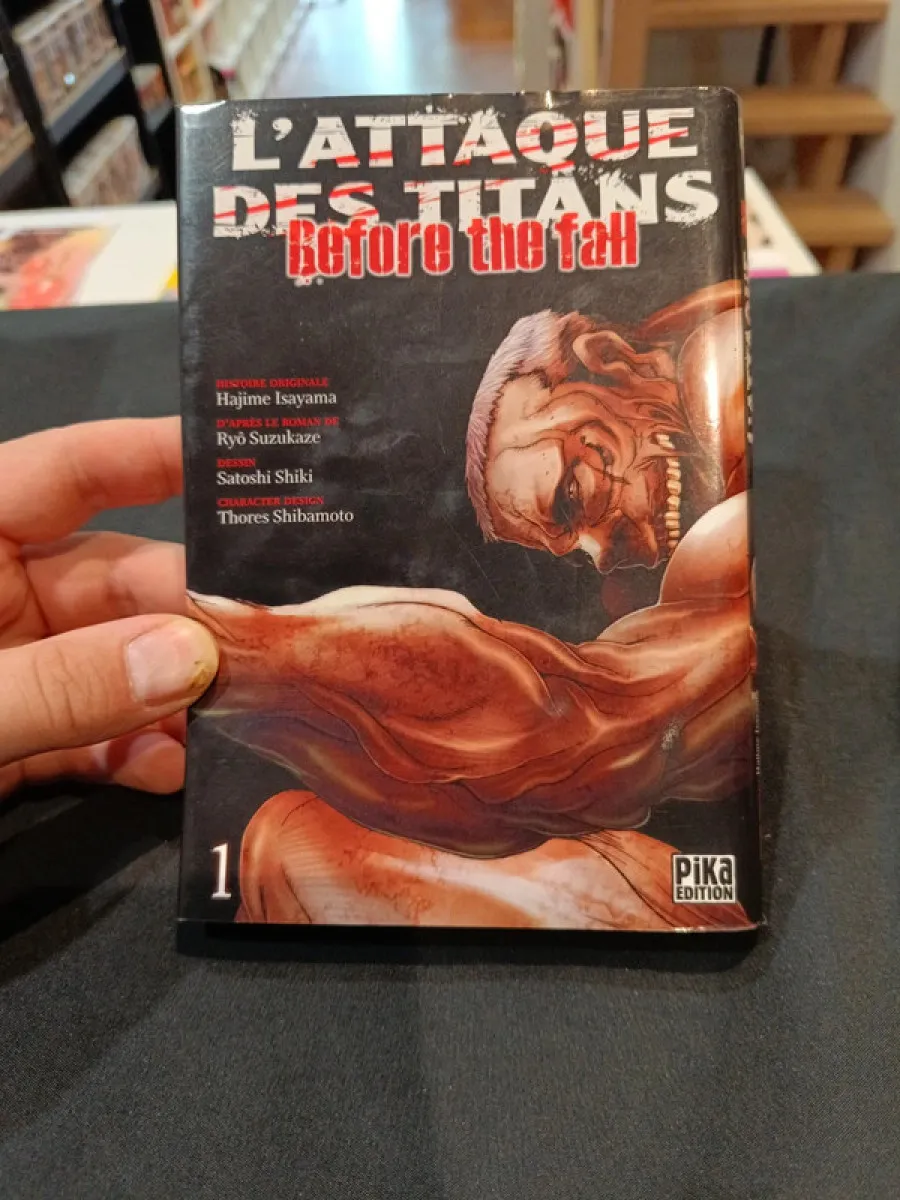 L'ATTAQUE
DES TITANS
Before the fall
HISTOIRE ORIGINALE
Hajime Isayama
D'APRÈS LE ROMAN DE
Ryō Suzukaze
DESSIN
Satoshi Shiki
CHARACTER DESIGN
Thores Shibamoto
1
PiKa
EDITION